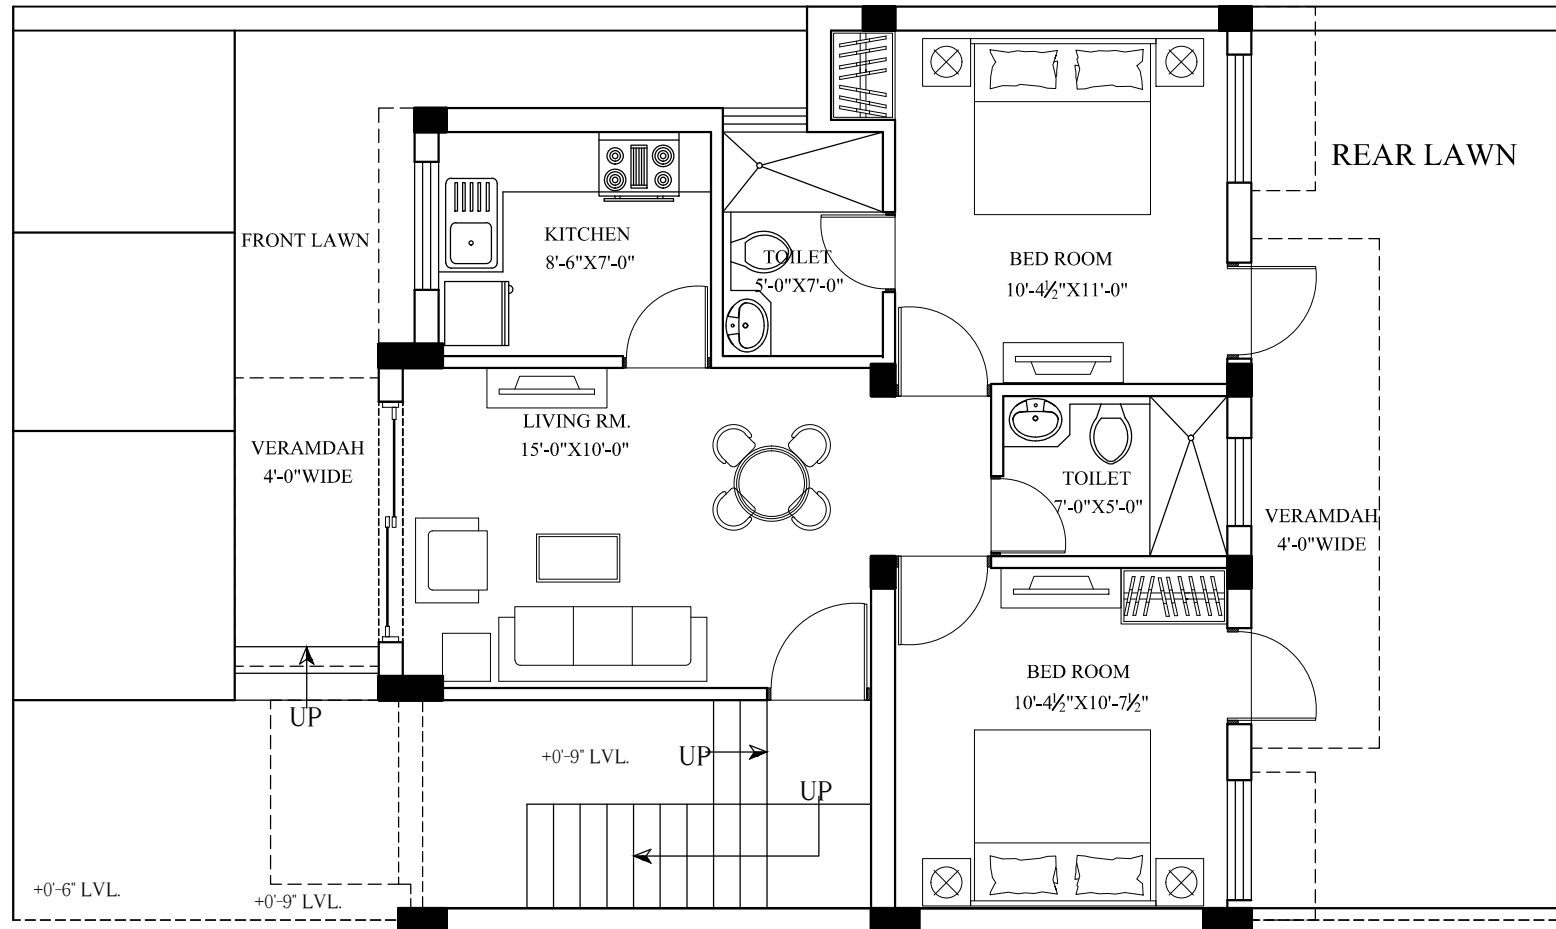 REAR LAWN
FRONT LAWN
KITCHEN
8'-6"X7'-0"
TOILET
5'-0"X7'-0"
BED ROOM
10'-4½"X11'-0"
LIVING RM.
15'-0"X10'-0"
VERAMDAH
4'-0"WIDE
TOILET
7'-0"X5'-0"
VERAMDAH
4'-0"WIDE
BED ROOM
10'-4½"X10'-7½"
UP
+0'-9" LVL.
UP
UP
+0'-6" LVL.
+0'-9" LVL.